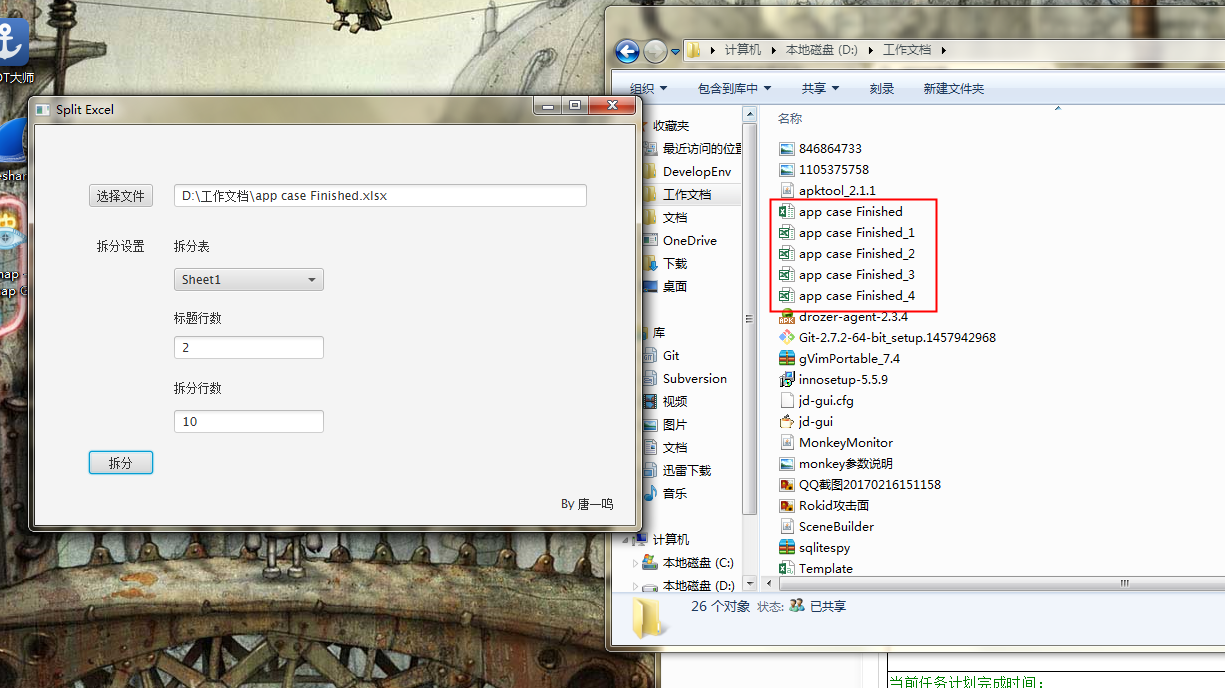 DT大师
Split Excel
选择文件
D:\工作文档\app case Finished.xlsx
拆分设置
拆分表
Sheet1
标题行数
2
拆分行数
10
拆分
By 唐一鸣
计算机
本地磁盘 (D:)
工作文档
组织
包含到库中
共享
刻录
新建文件夹
收藏夹
最近访问的位置
DevelopEnv
工作文档
文档
OneDrive
下载
桌面
库
Git
Subversion
视频
图片
文档
迅雷下载
音乐
计算机
本地磁盘 (C:)
本地磁盘 (D:)
名称
846864733
1105375758
apktool_2.1.1
app case Finished
app case Finished_1
app case Finished_2
app case Finished_3
app case Finished_4
drozer-agent-2.3.4
Git-2.7.2-64-bit_setup.1457942968
gVimPortable_7.4
innosetup-5.5.9
jd-gui.cfg
jd-gui
MonkeyMonitor
monkey参数说明
QQ截图20170216151158
Rokid攻击面
SceneBuilder
sqlitespy
Template
26 个对象
状态:
已共享
当前任务计划完成时间: